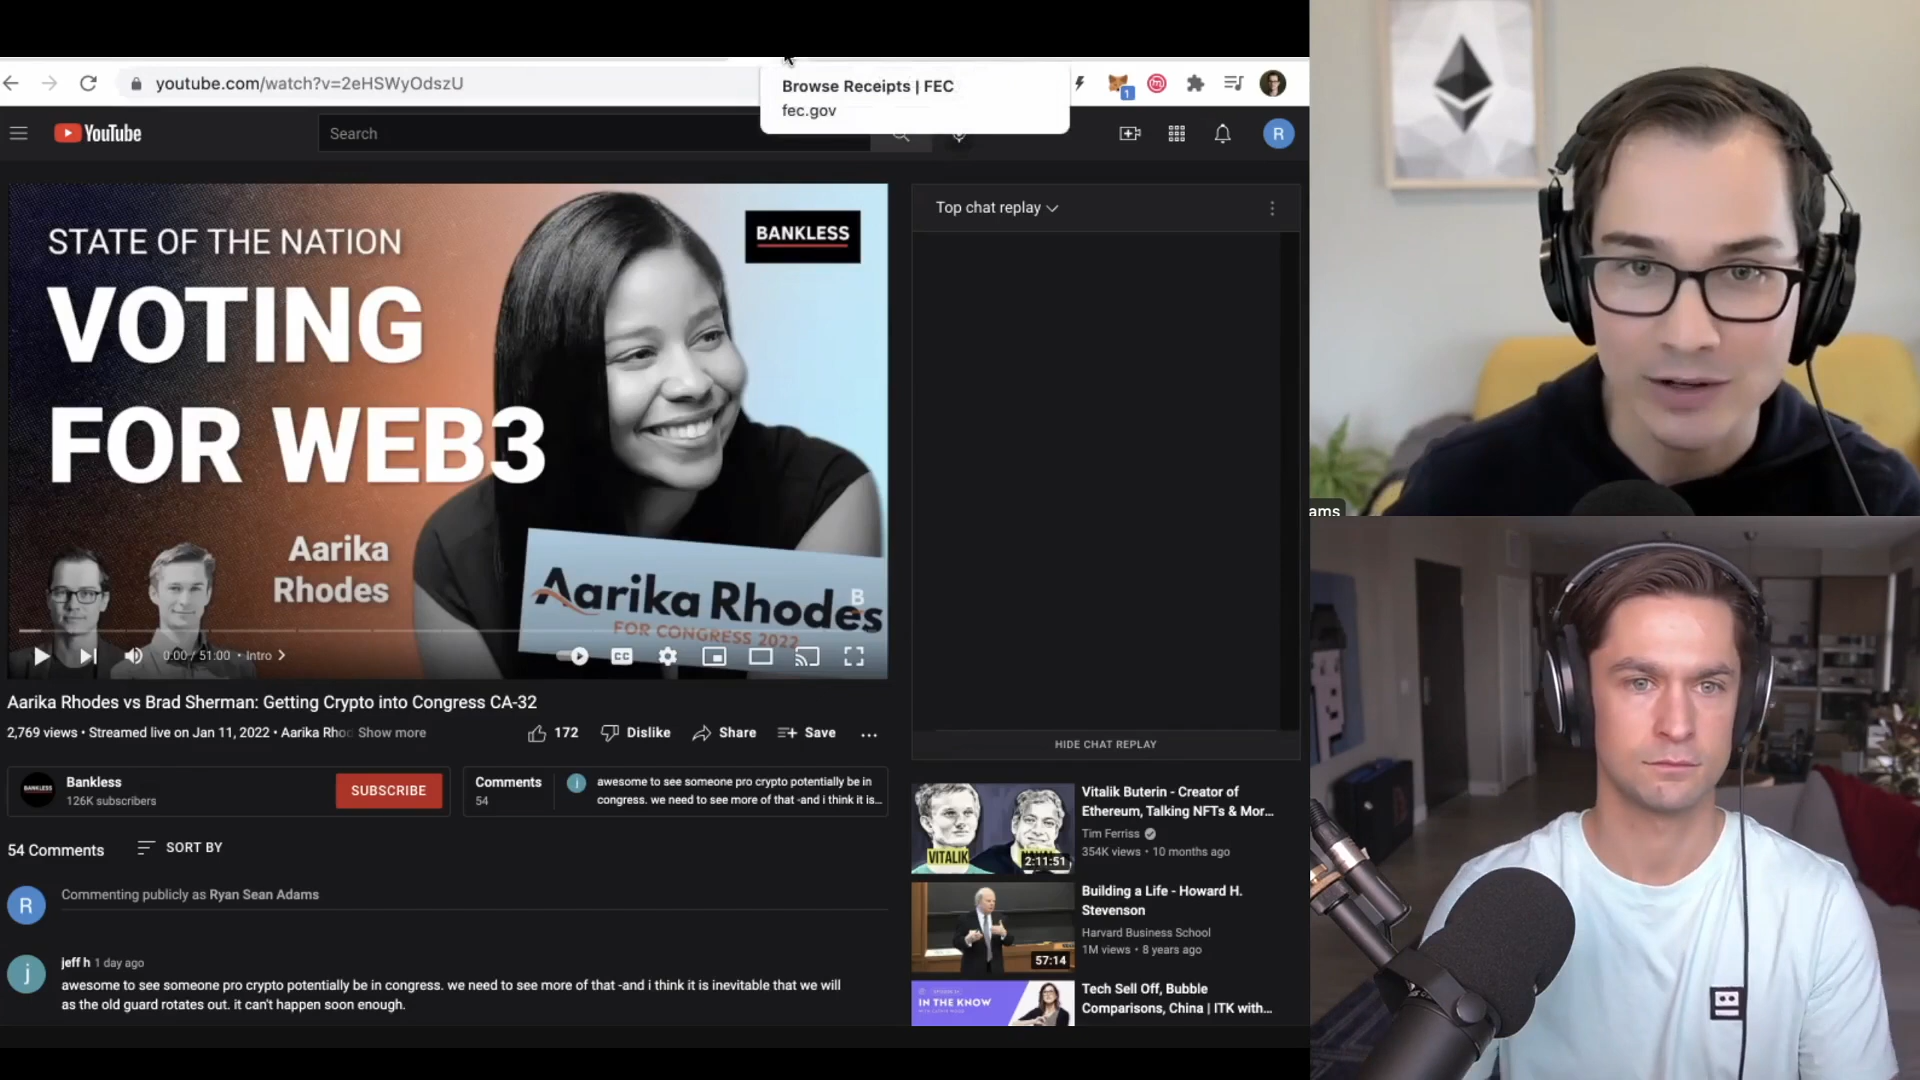 youtube.com/watch?v=2eHSWyOdszU
Browse Receipts | FEC
fec.gov
1
YouTube
Search
R
STATE OF THE NATION
VOTING
FOR WEB3
BANKLESS
Aarika
Rhodes
Aarika Rhodes
FOR CONGRESS 2022
B
0:00 / 51:00 • Intro
CC
Top chat replay
HIDE CHAT REPLAY
Aarika Rhodes vs Brad Sherman: Getting Crypto into Congress CA-32
2,769 views • Streamed live on Jan 11, 2022 • Aarika Rho Show more
172 Dislike Share Save ...
BANKLESS
Bankless
126K subscribers
SUBSCRIBE
Comments
54
i
awesome to see someone pro crypto potentially be in
congress. we need to see more of that -and i think it is...
54 Comments SORT BY
R
Commenting publicly as Ryan Sean Adams
j
jeff h 1 day ago
awesome to see someone pro crypto potentially be in congress. we need to see more of that -and i think it is inevitable that we will
as the old guard rotates out. it can't happen soon enough.
VITALIK
2:11:51
Vitalik Buterin - Creator of
Ethereum, Talking NFTs & Mor...
Tim Ferriss
354K views • 10 months ago
57:14
Building a Life - Howard H.
Stevenson
Harvard Business School
1M views • 8 years ago
IN THE KNOW
Tech Sell Off, Bubble
Comparisons, China | ITK with...
ams